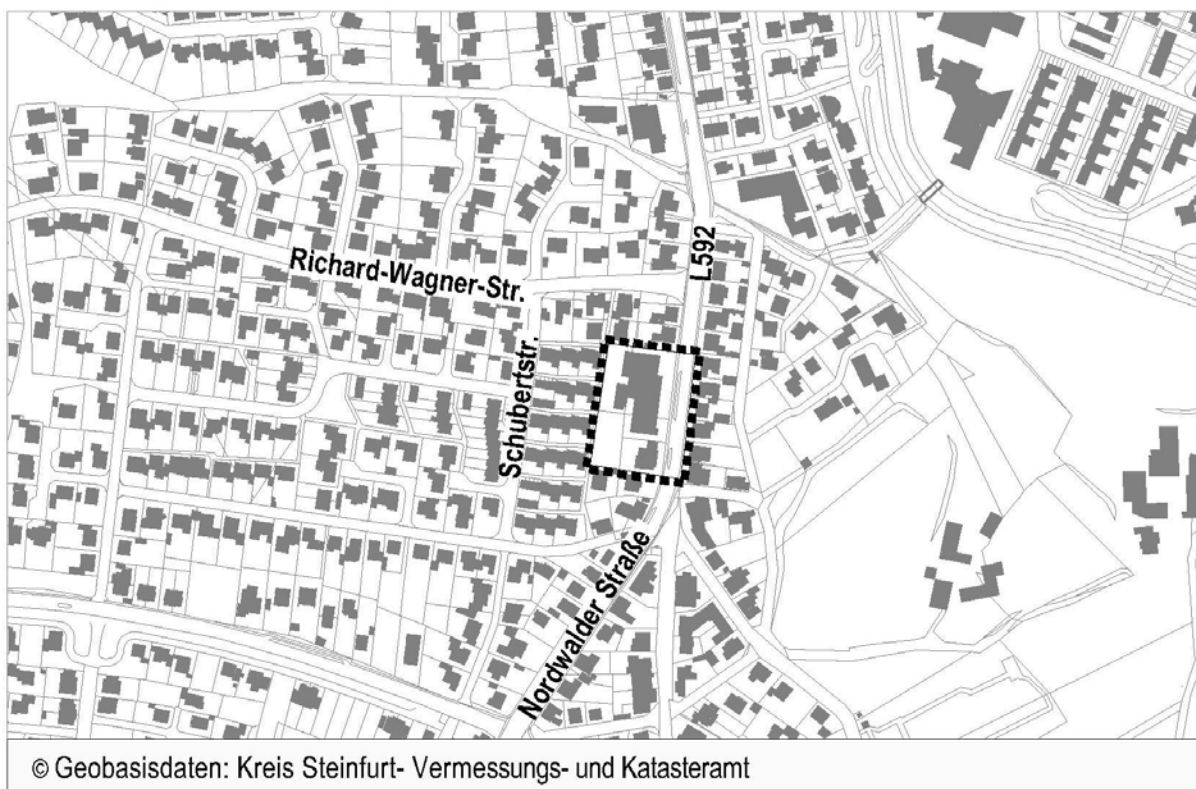 L592
Richard-Wagner-Str.
Schubertstr.
Nordwalder Straße
© Geobasisdaten: Kreis Steinfurt- Vermessungs- und Katasteramt